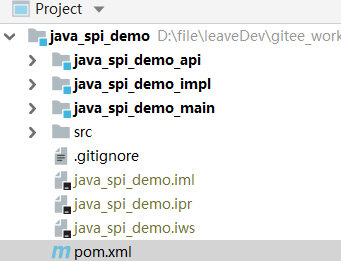 Project
java_spi_demo D:\file\leaveDev\gitee_work
java_spi_demo_api
java_spi_demo_impl
java_spi_demo_main
src
.gitignore
java_spi_demo.iml
java_spi_demo.ipr
java_spi_demo.iws
m pom.xml